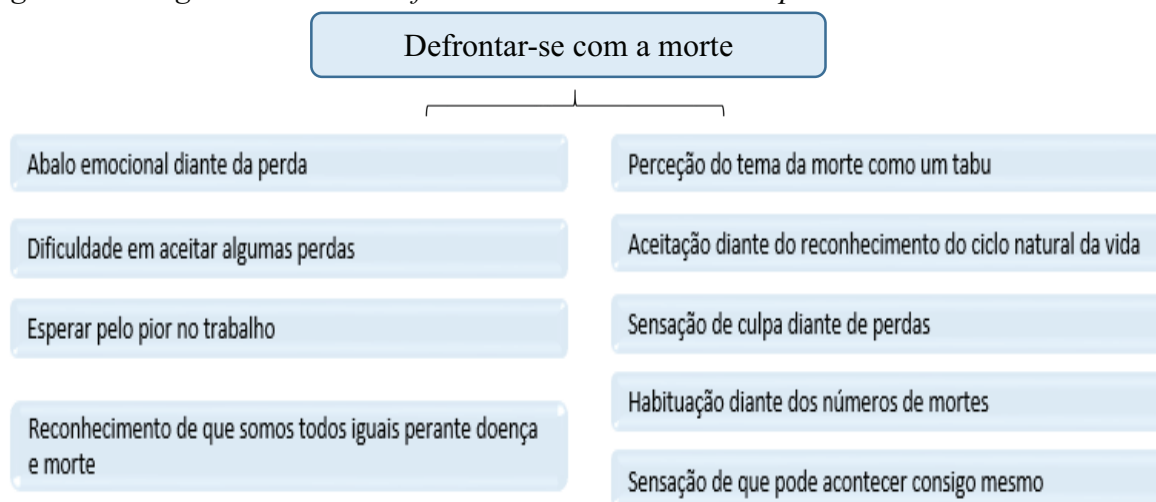 Defrontar-se com a morte
Abalo emocional diante da perda
Dificuldade em aceitar algumas perdas
Esperar pelo pior no trabalho
Reconhecimento de que somos todos iguais perante doença
e morte
Perceção do tema da morte como um tabu
Aceitação diante do reconhecimento do ciclo natural da vida
Sensação de culpa diante de perdas
Habituação diante dos números de mortes
Sensação de que pode acontecer consigo mesmo